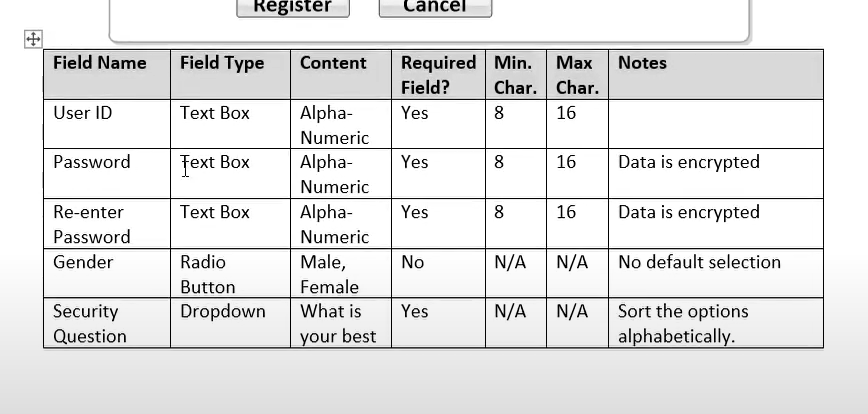 Register Cancel
Field Name Field Type Content Required Min. Max Notes
Field? Char. Char.
User ID Text Box Alpha- Yes 8 16
Numeric
Password Text Box Alpha- Yes 8 16 Data is encrypted
Numeric
Re-enter Text Box Alpha- Yes 8 16 Data is encrypted
Password Numeric
Gender Radio Male, No N/A N/A No default selection
Button Female
Security Dropdown What is Yes N/A N/A Sort the options
Question your best alphabetically.